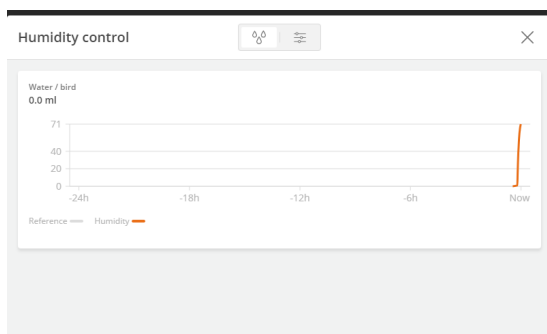 Humidity control
Water / bird
0.0 ml
71
40
20
0
-24h -18h -12h -6h Now
Reference Humidity